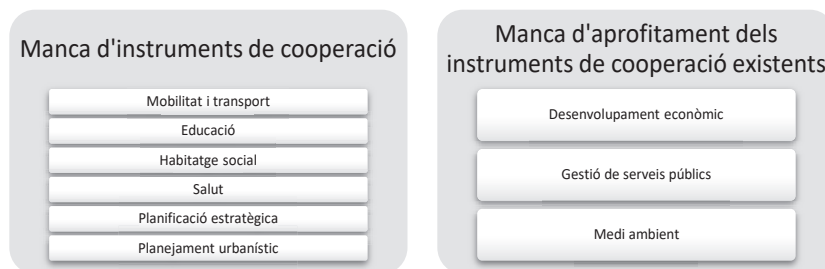 Manca d'instruments de cooperació
Mobilitat i transport
Educació
Habitatge social
Salut
Planificació estratègica
Planejament urbanístic
Manca d'aprofitament dels
instruments de cooperació existents
Desenvolupament econòmic
Gestió de serveis públics
Medi ambient